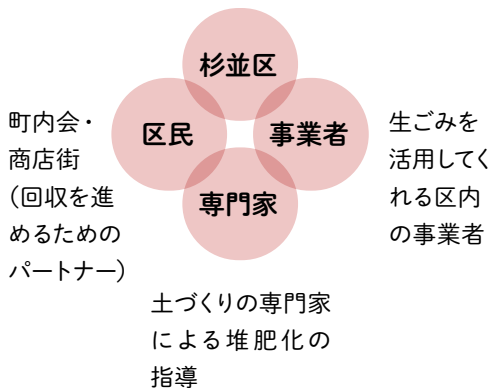 杉並区
区民
事業者
専門家
町内会・
商店街
(回収を進
めるための
パートナー)
生ごみを
活用してく
れる区内
の事業者
土づくりの専門家
による堆肥化の
指導